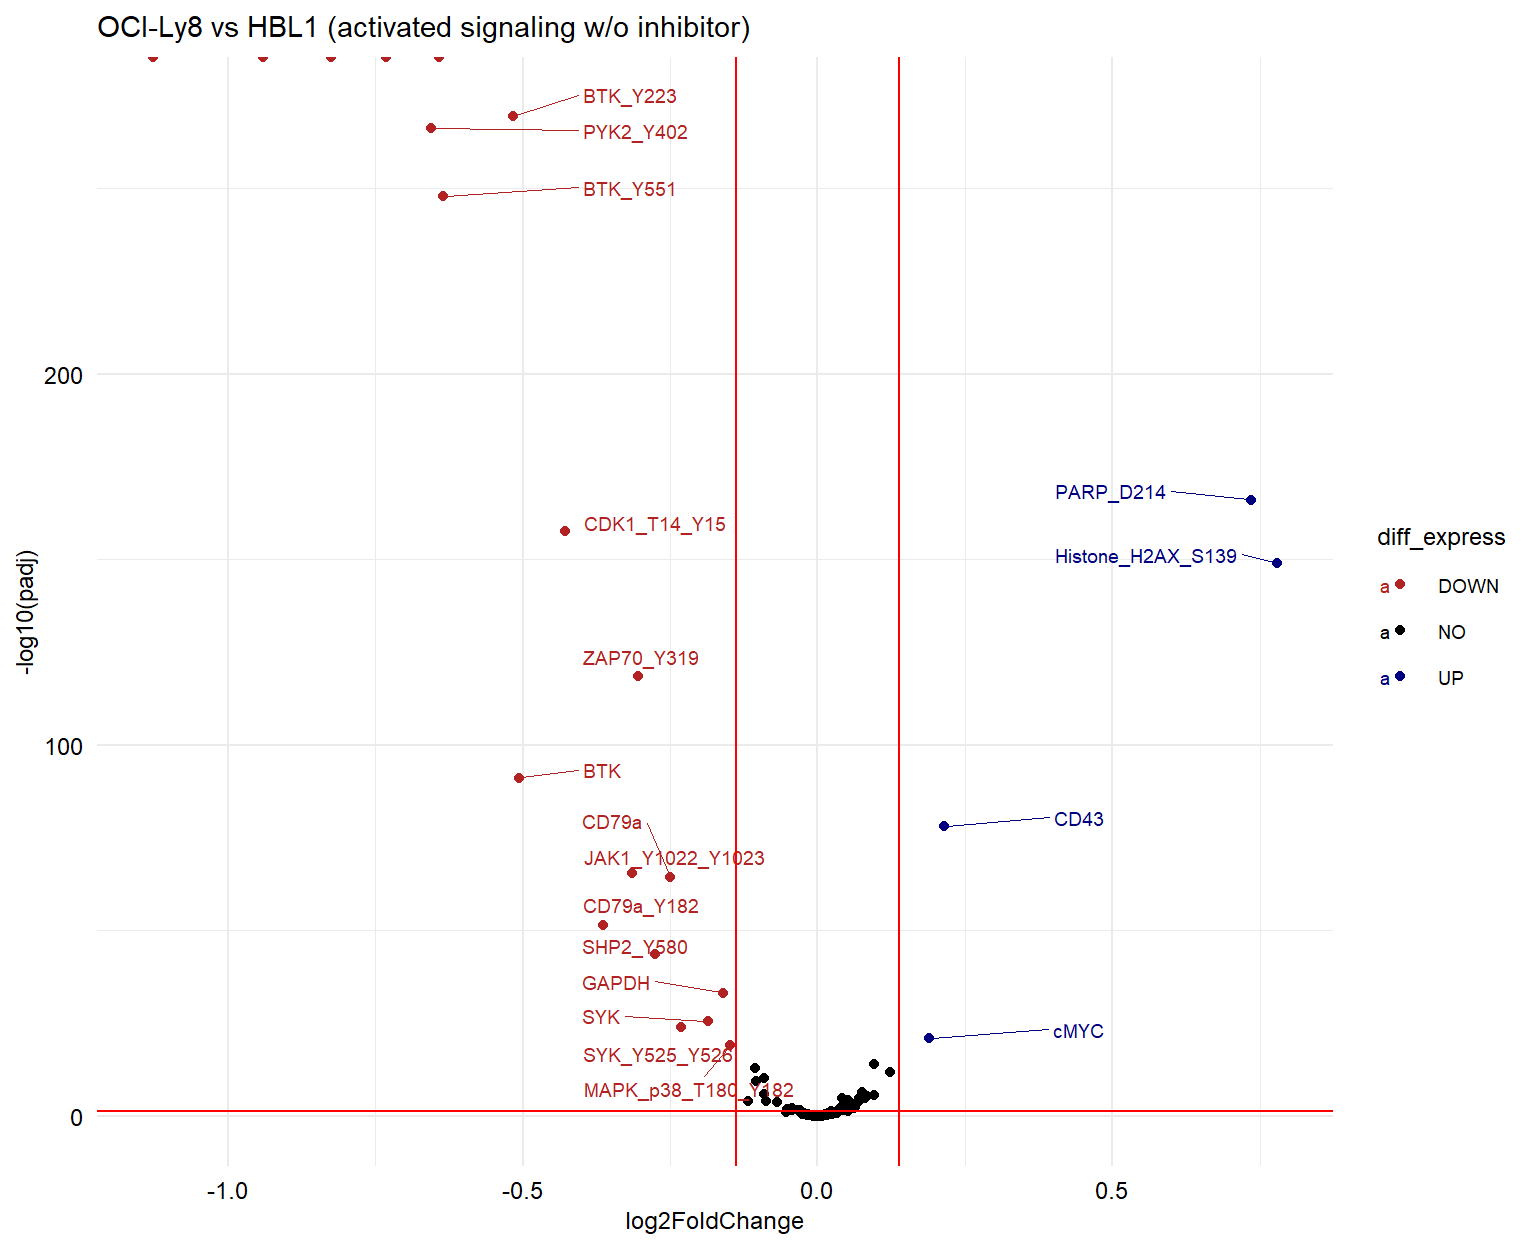 OCI-Ly8 vs HBL1 (activated signaling w/o inhibitor)
BTK_Y223
PYK2_Y402
BTK_Y551
200
PARP_D214
CDK1_T14_Y15
diff_express
Histone_H2AX_S139
a DOWN
-log10(padj)
a NO
ZAP70_Y319
a UP
100
BTK
CD79a
CD43
JAK1_Y1022_Y1023
CD79a_Y182
SHP2_Y580
GAPDH
SYK
cMYC
SYK_Y525_Y526
MAPK_p38_T180_Y182
0
-1.0 -0.5 0.0 0.5
log2FoldChange